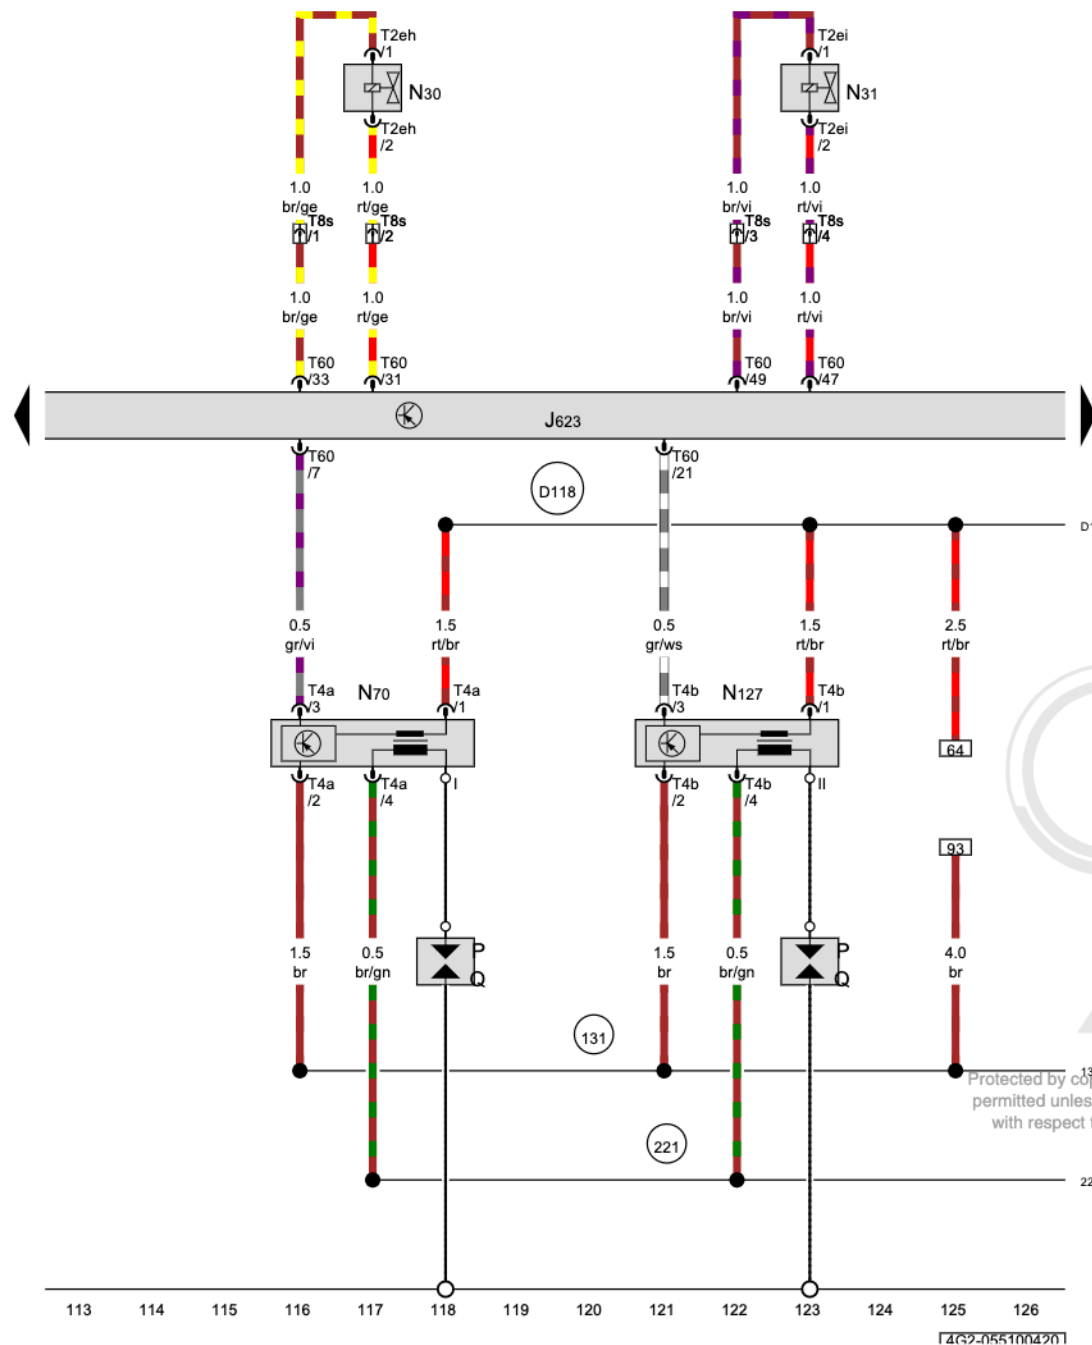 T2eh
/1
T2ei
/1
N30
N31
T2eh
/2
T2ei
/2
1.0
br/ge
1.0
rt/ge
1.0
br/vi
1.0
rt/vi
T8s
/1
T8s
/2
T8s
/3
T8s
/4
1.0
br/ge
1.0
rt/ge
1.0
br/vi
1.0
rt/vi
T60
/33
T60
/31
T60
/49
T60
/47
J623
T60
/7
T60
/21
D118
0.5
gr/vi
1.5
rt/br
0.5
gr/ws
1.5
rt/br
2.5
rt/br
T4a
/3
N70
T4a
/1
T4b
/3
N127
T4b
/1
64
T4a
/2
T4a
/4
I
T4b
/2
T4b
/4
II
93
1.5
br
0.5
br/gn
P
Q
1.5
br
0.5
br/gn
P
Q
4.0
br
131
Protected by
permitted
with respect
221
113 114 115 116 117 118 119 120 121 122 123 124 125 126
4G2-055100420